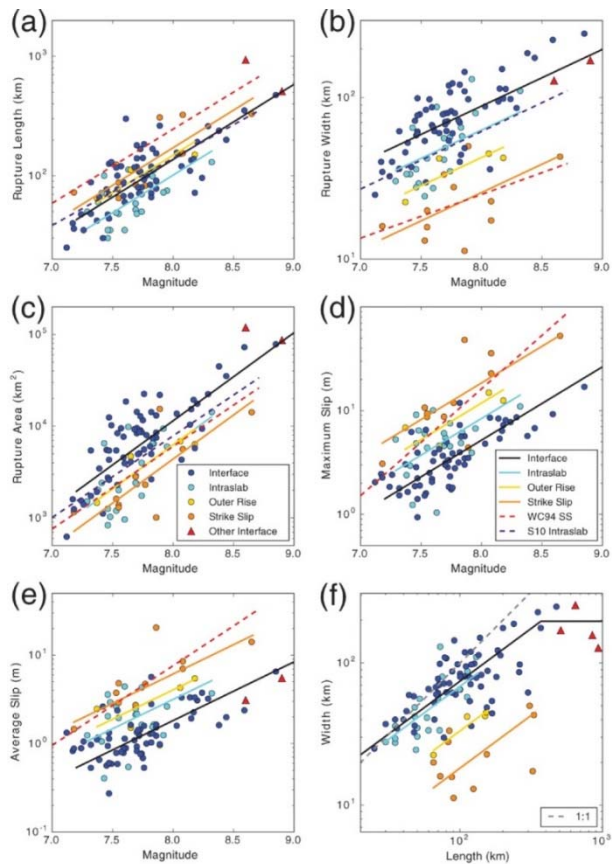 (a)
10³
10²
Rupture Length (km)
7.0 7.5 8.0 8.5 9.0
Magnitude
(b)
10²
10¹
Rupture Width (km)
7.0 7.5 8.0 8.5 9.0
Magnitude
(c)
10⁵
10⁴
10³
Rupture Area (km²)
7.0 7.5 8.0 8.5 9.0
Magnitude
Interface
Intraslab
Outer Rise
Strike Slip
Other Interface
(d)
10¹
10⁰
Maximum Slip (m)
7.0 7.5 8.0 8.5 9.0
Magnitude
Interface
Intraslab
Outer Rise
Strike Slip
WC94 SS
S10 Intraslab
(e)
10¹
10⁰
10⁻¹
Average Slip (m)
7.0 7.5 8.0 8.5 9.0
Magnitude
(f)
10²
10¹
Width (km)
10² 10³
Length (km)
1:1